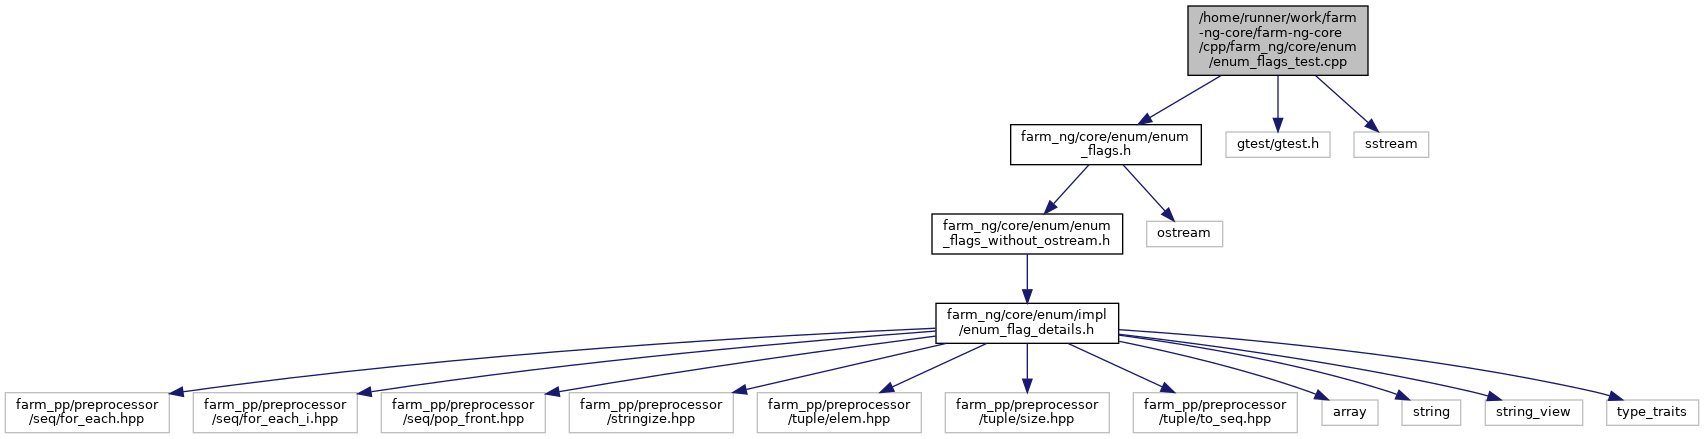 /home/runner/work/farm
-ng-core/farm-ng-core
/cpp/farm_ng/core/enum
/enum_flags_test.cpp
farm_ng/core/enum/enum
_flags.h
gtest/gtest.h
sstream
farm_ng/core/enum/enum
_flags_without_ostream.h
ostream
farm_ng/core/enum/impl
/enum_flag_details.h
farm_pp/preprocessor
/seq/for_each.hpp
farm_pp/preprocessor
/seq/for_each_i.hpp
farm_pp/preprocessor
/seq/pop_front.hpp
farm_pp/preprocessor
/stringize.hpp
farm_pp/preprocessor
/tuple/elem.hpp
farm_pp/preprocessor
/tuple/size.hpp
farm_pp/preprocessor
/tuple/to_seq.hpp
array
string
string_view
type_traits